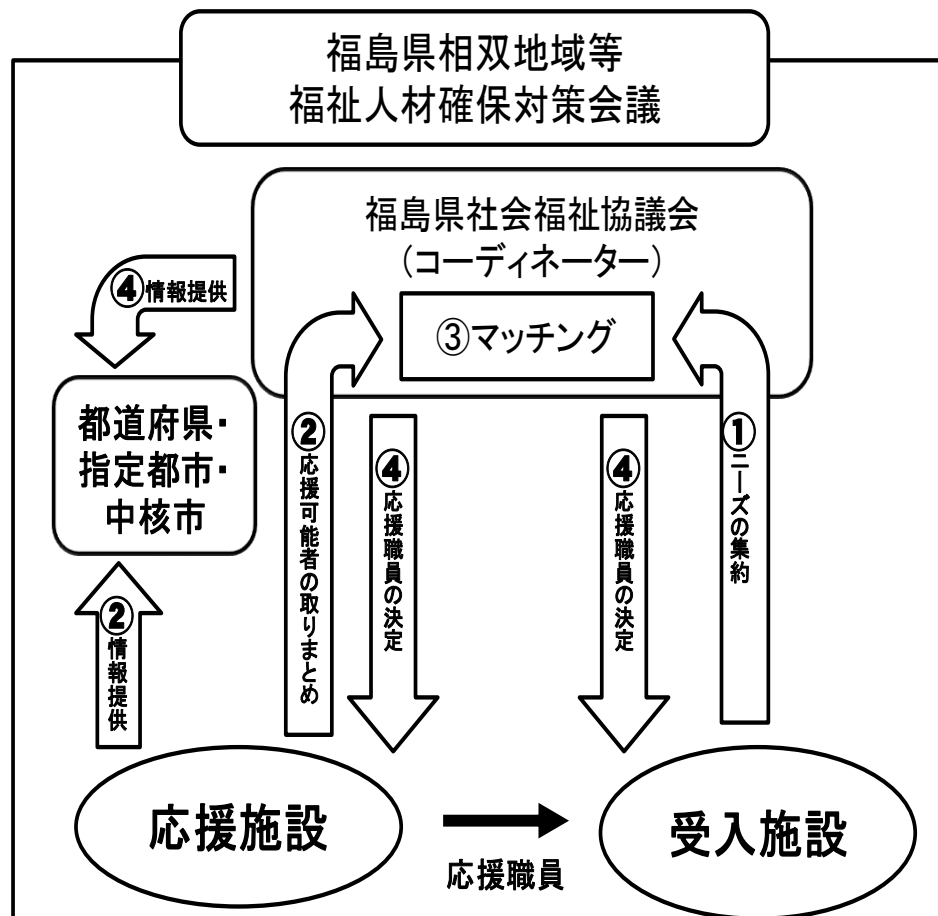 福島県相双地域等
福祉人材確保対策会議
福島県社会福祉協議会
(コーディネーター)
③マッチング
④情報提供
都道府県・
指定都市・
中核市
②情報提供
②応援可能者の取りまとめ
④応援職員の決定
④応援職員の決定
①ニーズの集約
応援施設
応援職員
受入施設